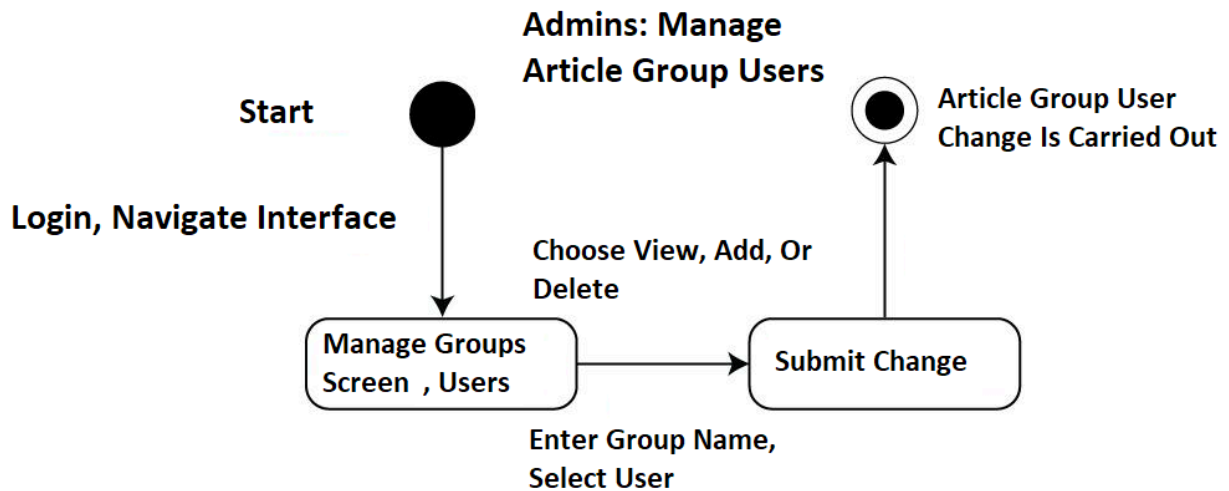 Admins: Manage
Article Group Users
Start
Article Group User
Change Is Carried Out
Login, Navigate Interface
Choose View, Add, Or
Delete
Manage Groups
Screen , Users
Submit Change
Enter Group Name,
Select User